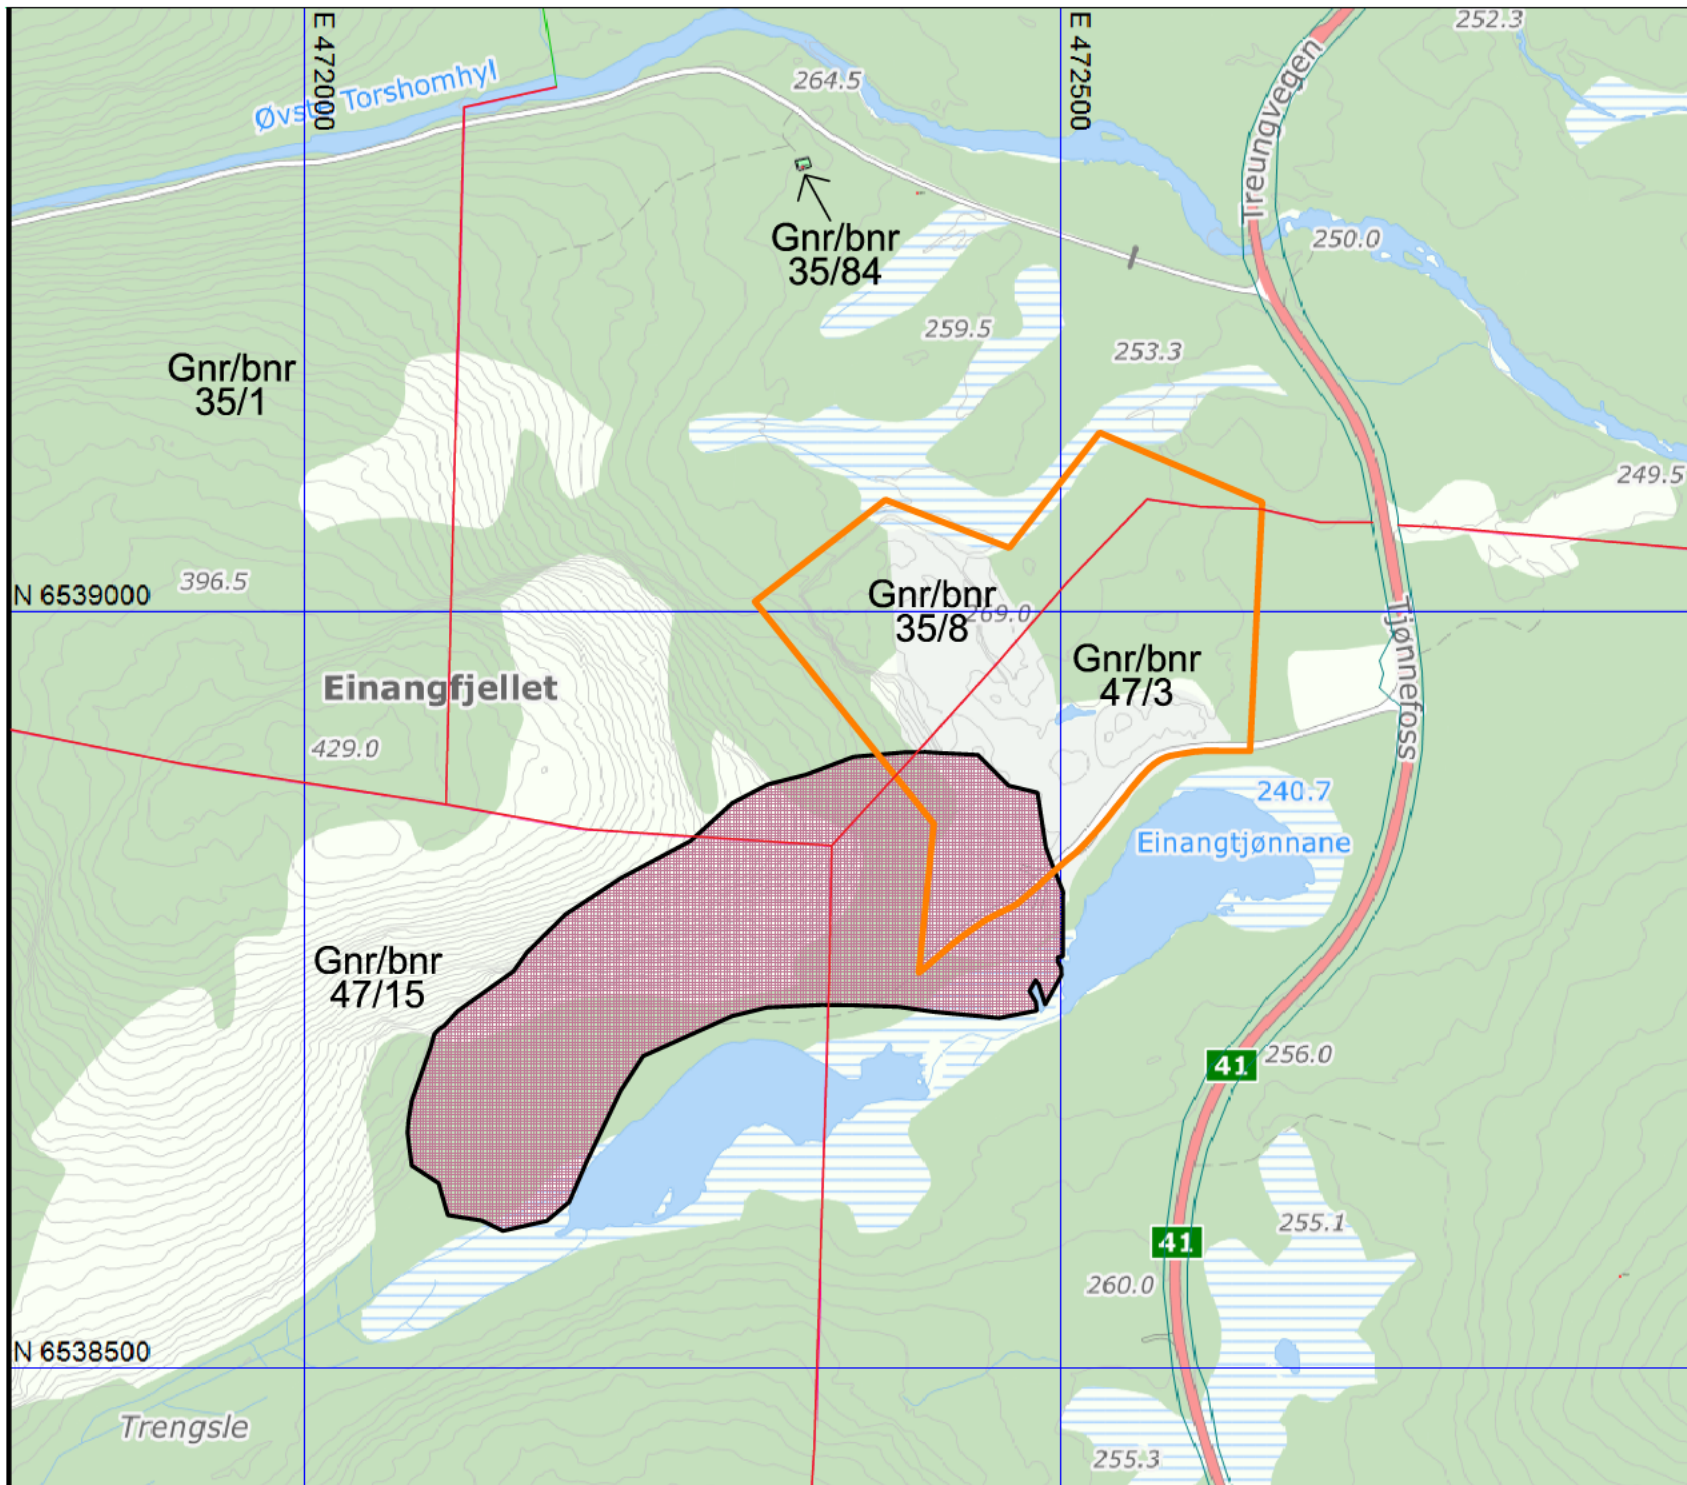 252.3
E 472000
E 472500
Treungvegen
Øvste Torshomhyl
264.5
Gnr/bnr
35/84
250.0
259.5
253.3
Gnr/bnr
35/1
249.5
396.5
N 6539000
Gnr/bnr
35/8
269.0
Tjønnefoss
Gnr/bnr
47/3
Einangfjellet
429.0
240.7
Einangtjønnane
Gnr/bnr
47/15
41
256.0
255.1
41
260.0
N 6538500
Trengsle
255.3